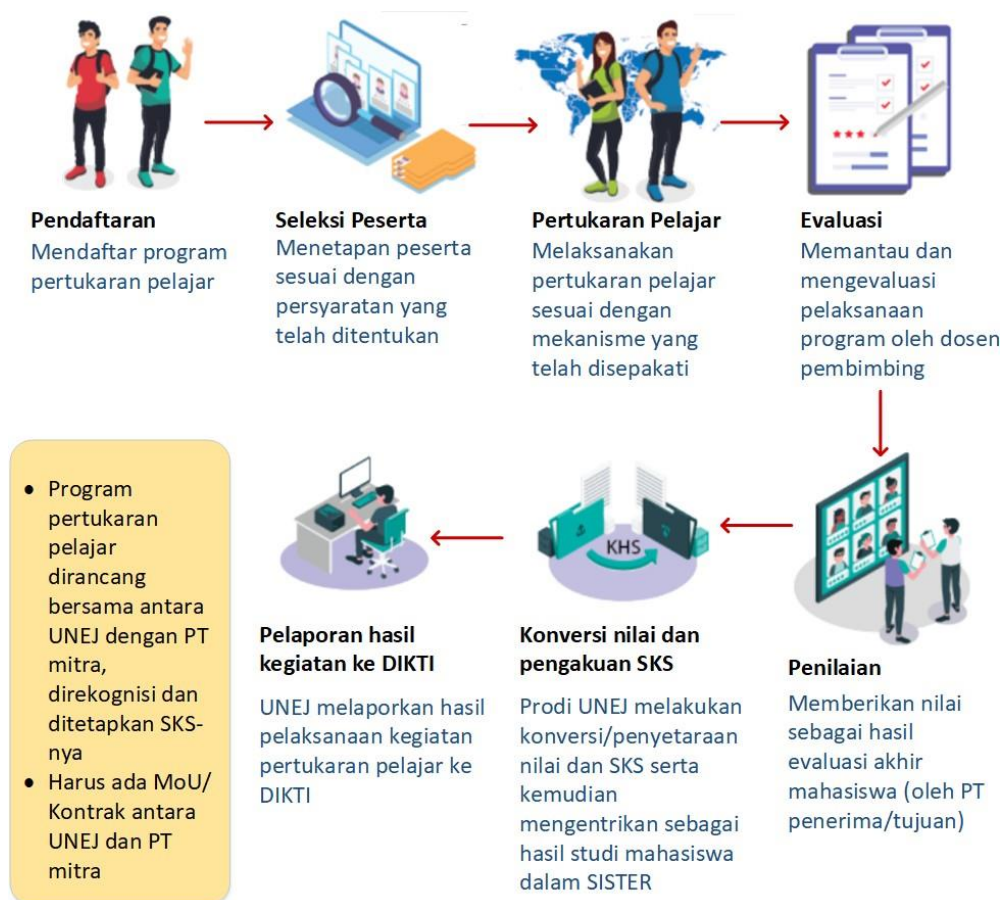 Pendaftaran
Mendaftar program
pertukaran pelajar
Seleksi Peserta
Menetapan peserta
sesuai dengan
persyaratan yang
telah ditentukan
Pertukaran Pelajar
Melaksanakan
pertukaran pelajar
sesuai dengan
mekanisme yang
telah disepakati
Evaluasi
Memantau dan
mengevaluasi
pelaksanaan
program oleh dosen
pembimbing
Penilaian
Memberikan nilai
sebagai hasil
evaluasi akhir
mahasiswa (oleh PT
penerima/tujuan)
KHS
Konversi nilai dan
pengakuan SKS
Prodi UNEJ melakukan
konversi/penyetaraan
nilai dan SKS serta
kemudian
mengentrikan sebagai
hasil studi mahasiswa
dalam SISTER
Pelaporan hasil
kegiatan ke DIKTI
UNEJ melaporkan hasil
pelaksanaan kegiatan
pertukaran pelajar ke
DIKTI
• Program
pertukaran
pelajar
dirancang
bersama antara
UNEJ dengan PT
mitra,
direkognisi dan
ditetapkan SKS-
nya
• Harus ada MoU/
Kontrak antara
UNEJ dan PT
mitra